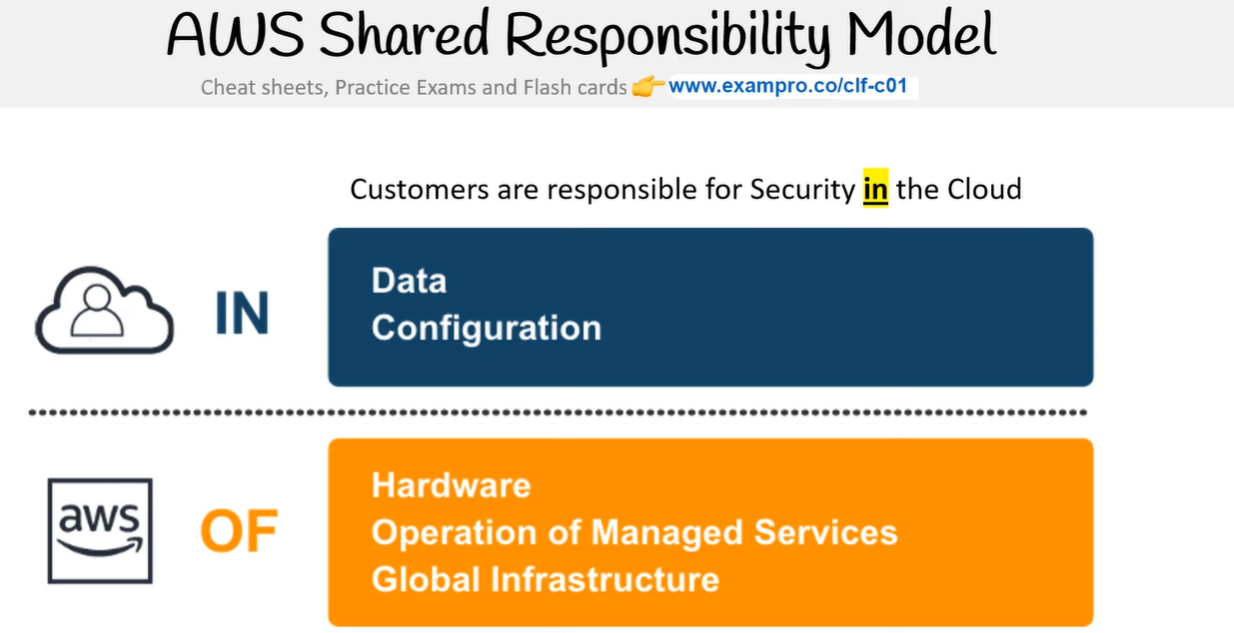 AWS Shared Responsibility Model
Cheat sheets, Practice Exams and Flash cards 👉 www.exampro.co/clf-c01
Customers are responsible for Security in the Cloud
IN
Data
Configuration
aws
OF
Hardware
Operation of Managed Services
Global Infrastructure